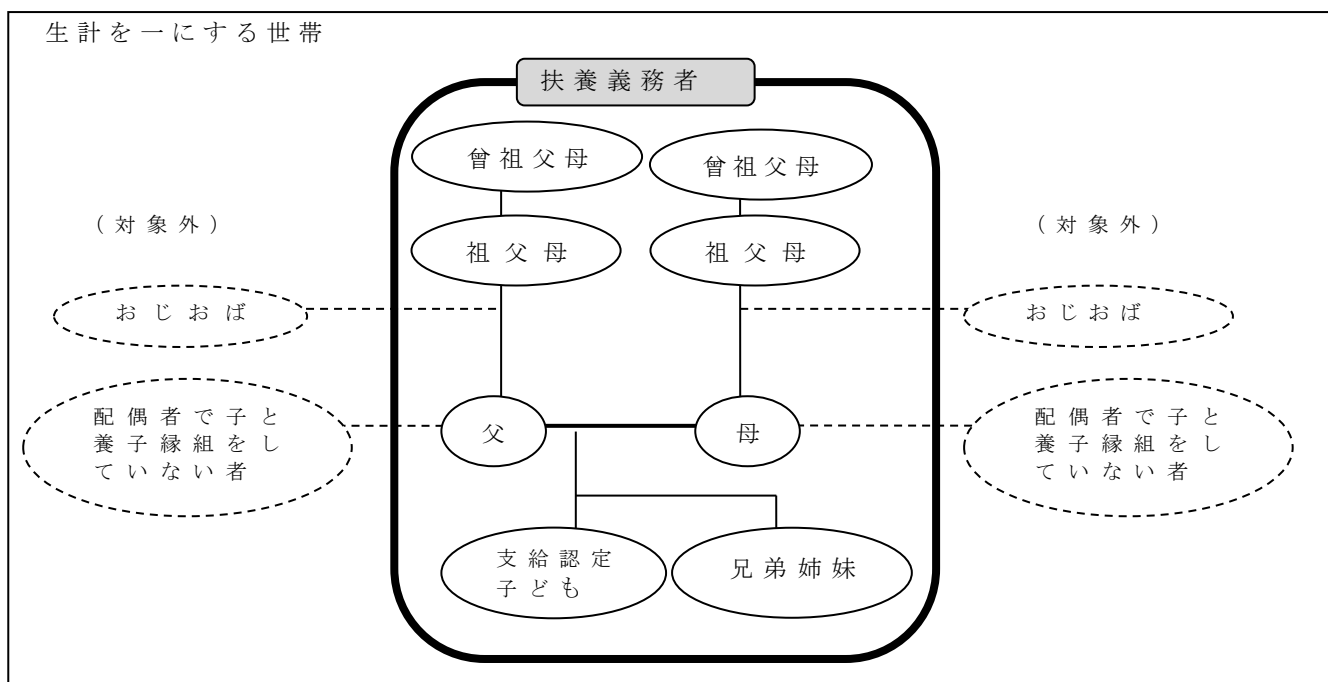 生計を一にする世帯
扶養義務者
曾祖父母
曾祖父母
(対象外)
(対象外)
祖父母
祖父母
おじおば
おじおば
配偶者で子と
養子縁組をし
ていない者
父
母
配偶者で子と
養子縁組をし
ていない者
支給認定
子ども
兄弟姉妹